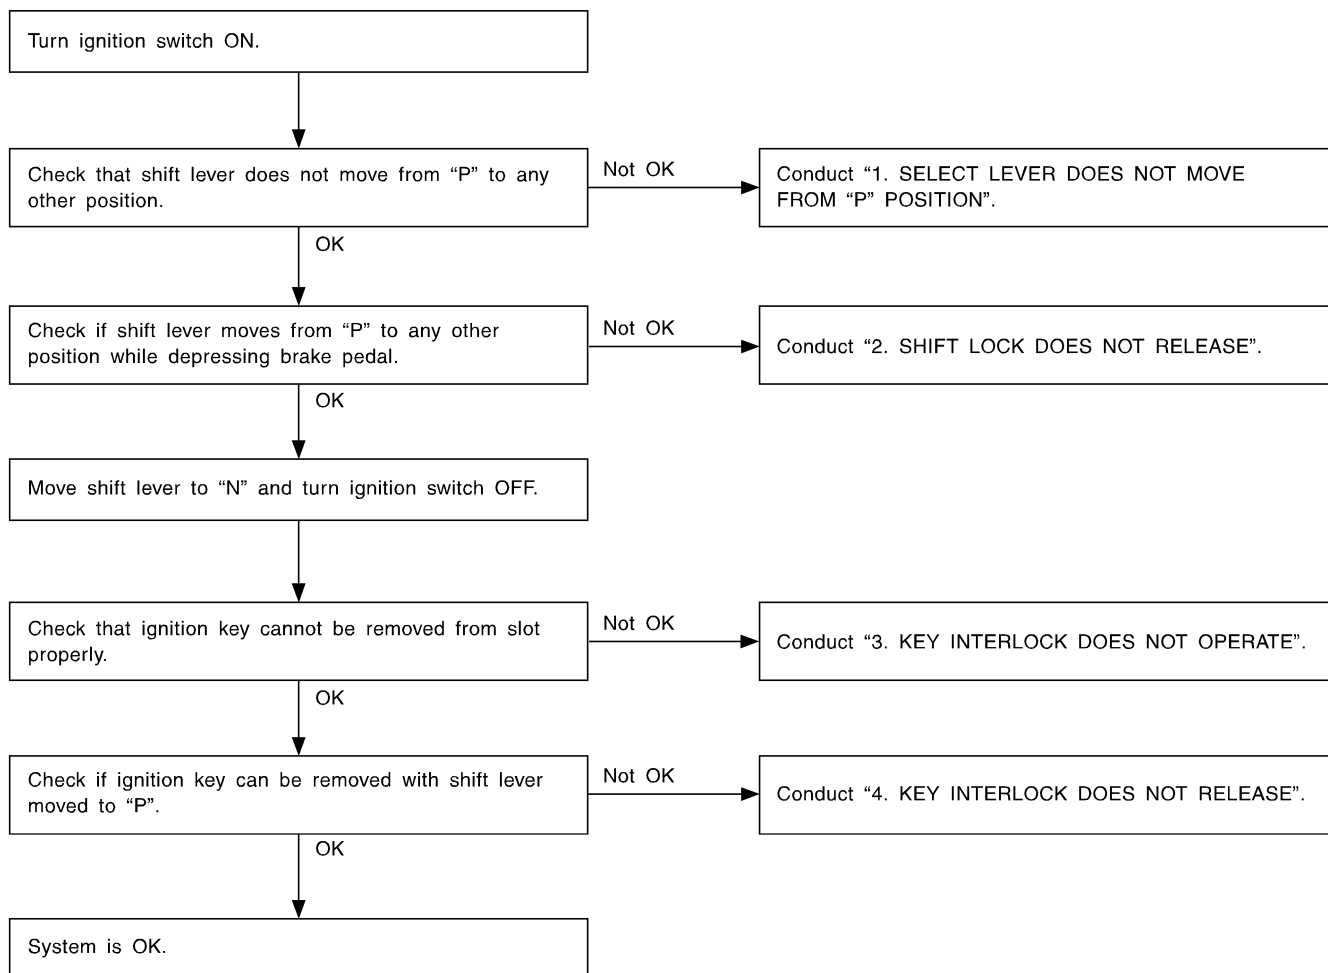 Turn ignition switch ON.
Check that shift lever does not move from “P” to any
other position.
Not OK
Conduct “1. SELECT LEVER DOES NOT MOVE
FROM “P” POSITION”.
OK
Check if shift lever moves from “P” to any other
position while depressing brake pedal.
Not OK
Conduct “2. SHIFT LOCK DOES NOT RELEASE”.
OK
Move shift lever to “N” and turn ignition switch OFF.
Check that ignition key cannot be removed from slot
properly.
Not OK
Conduct “3. KEY INTERLOCK DOES NOT OPERATE”.
OK
Check if ignition key can be removed with shift lever
moved to “P”.
Not OK
Conduct “4. KEY INTERLOCK DOES NOT RELEASE”.
OK
System is OK.